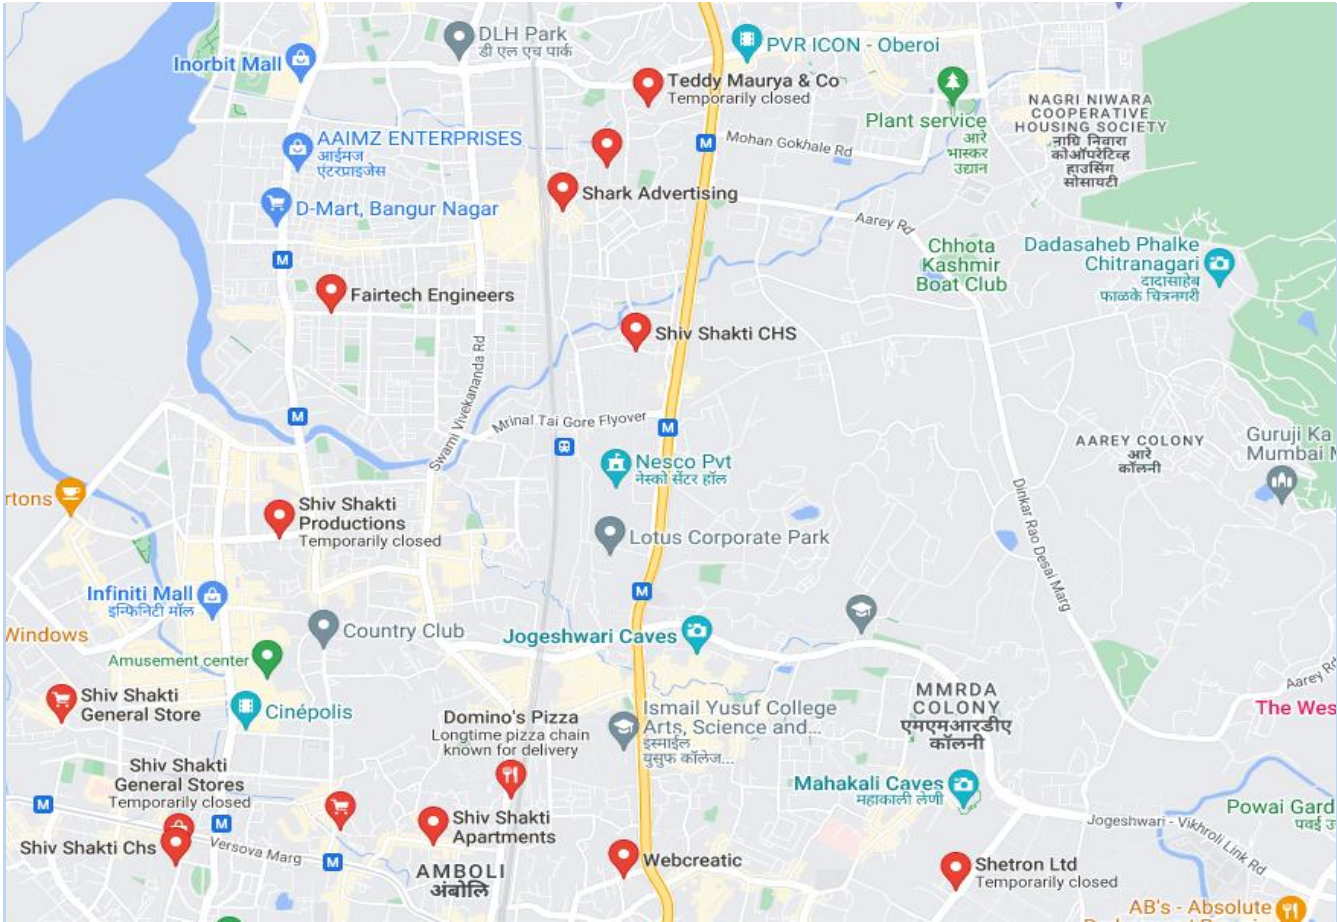 DLH Park
डी एल एच पार्क
PVR ICON - Oberoi
Inorbit Mall
Teddy Maurya & Co
Temporarily closed
Plant service
आरे
भास्कर
उद्यान
NAGRI NIWARA
COOPERATIVE
HOUSING SOCIETY
नाग्रि निवारा
कोऑपरेटिव्ह
हाउसिंग
सोसायटी
AAIMZ ENTERPRISES
आईमज
एंटरप्राइजेस
M
Mohan Gokhale Rd
Shark Advertising
D-Mart, Bangur Nagar
Aarey Rd
M
Chhota
Kashmir
Boat Club
Dadasaheb Phalke
Chitranagari
दादासाहेब
फाळके चित्रनगरी
Fairtech Engineers
Shiv Shakti CHS
Swami Vivekananda Rd
M
Mrinal Tai Gore Flyover
M
AAREY COLONY
आरे
कॉलनी
Guruji Ka
Mumbai M
Nesco Pvt
नेस्को सेंटर हॉल
rtons
Shiv Shakti
Productions
Temporarily closed
Lotus Corporate Park
Dinkar Rao Desai Marg
Infiniti Mall
इन्फिनिटी मॉल
M
Windows
Country Club
Jogeshwari Caves
Amusement center
Aarey Rd
Shiv Shakti
General Store
Cinépolis
MMRDA
COLONY
एमएमआरडीए
कॉलनी
The Wes
Domino's Pizza
Longtime pizza chain
known for delivery
Ismail Yusuf College
Arts, Science and...
इस्माईल
युसुफ कॉलेज...
Shiv Shakti
General Stores
Temporarily closed
Mahakali Caves
महाकाली लेणी
M
M
Shiv Shakti
Apartments
Powai Gard
पवई उ
Jogeshwari - Vikhroli Link Rd
Shiv Shakti Chs
Versova Marg
M
Webcreatic
AMBOLI
अंबोलि
Shetron Ltd
Temporarily closed
AB's - Absolute